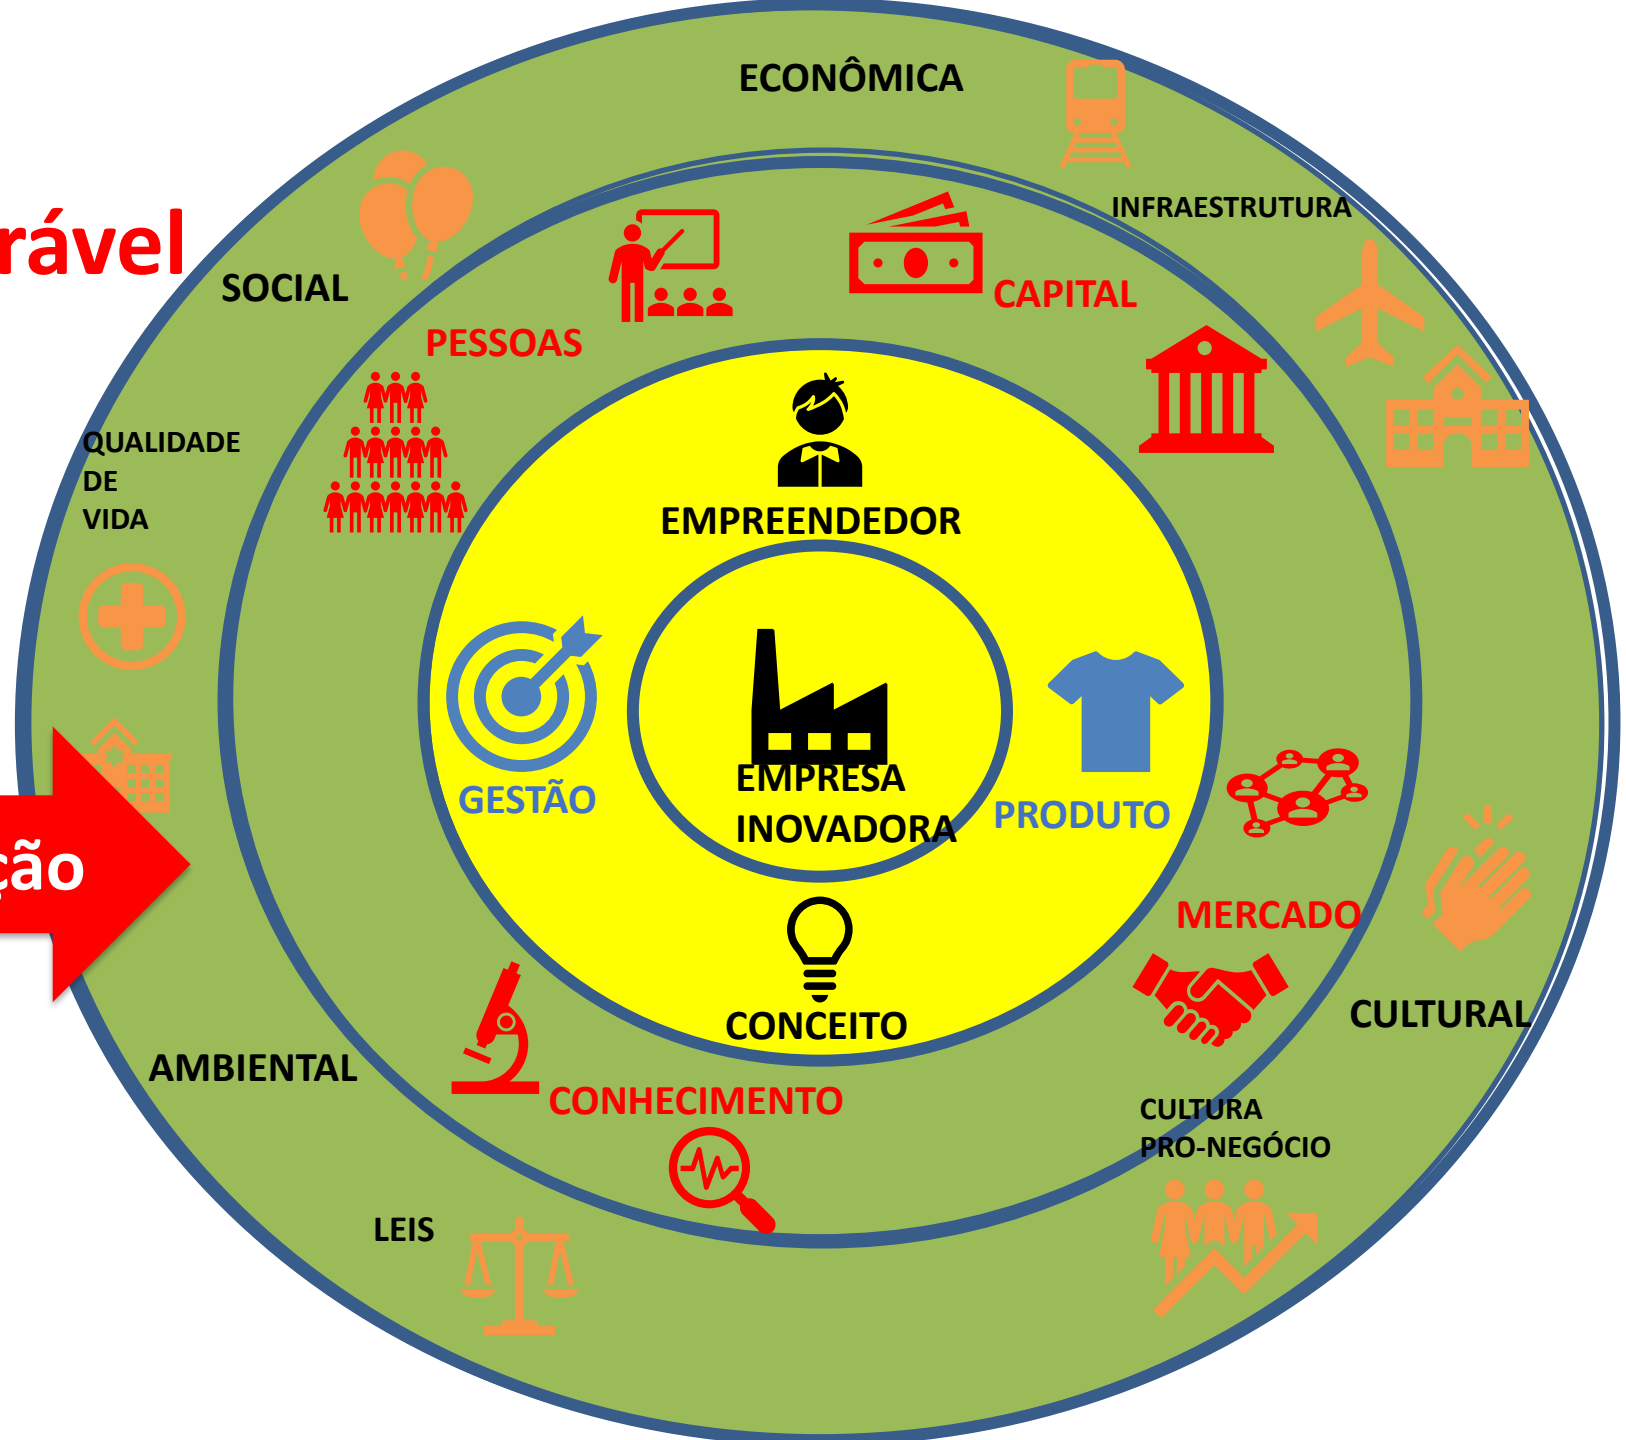 ECONÔMICA
INFRAESTRUTURA
rável
SOCIAL
CAPITAL
PESSOAS
QUALIDADE
DE
VIDA
EMPREENDEDOR
GESTÃO
EMPRESA
INOVADORA
PRODUTO
ção
MERCADO
CONCEITO
CULTURAL
AMBIENTAL
CONHECIMENTO
CULTURA
PRO-NEGÓCIO
LEIS